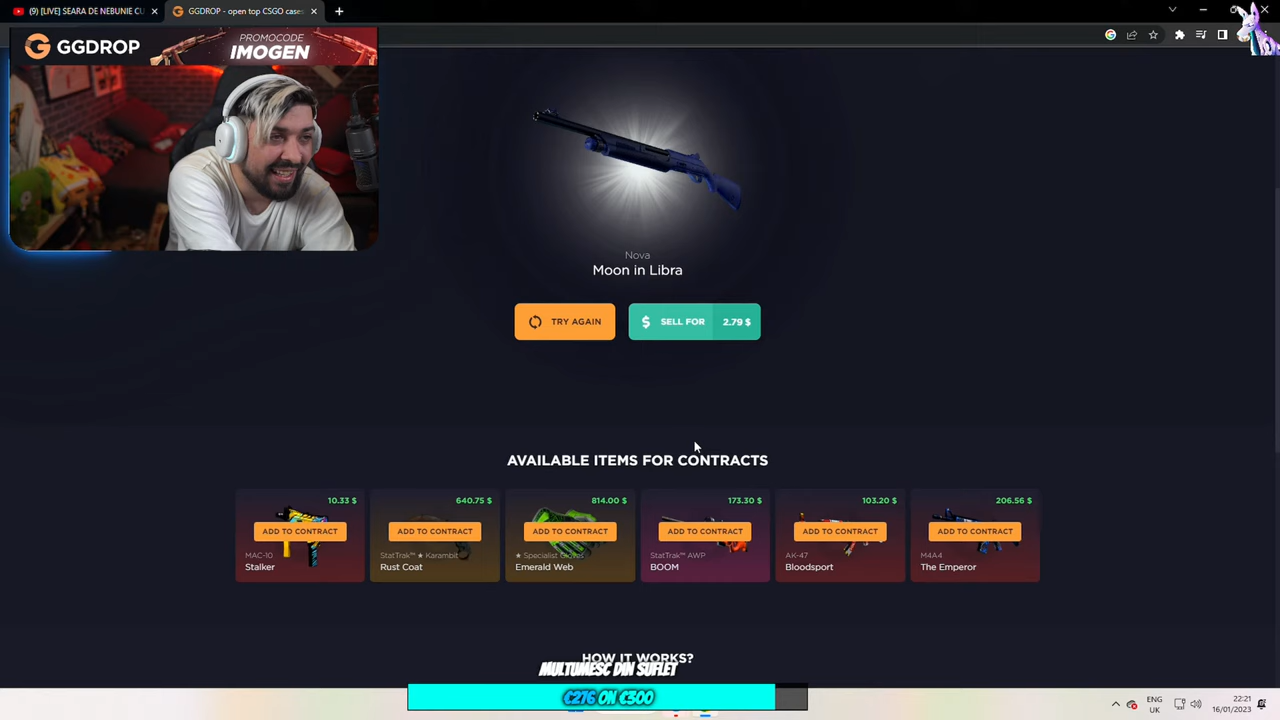 (9) [LIVE] SEARA DE NEBUNIE CU
GGDROP - open top CSGO cases
GGDROP
PROMOCODE
IMOGEN
Nova
Moon in Libra
TRY AGAIN
$ SELL FOR 2.79 $
AVAILABLE ITEMS FOR CONTRACTS
10.33 $
ADD TO CONTRACT
MAC-10
Stalker
640.75 $
ADD TO CONTRACT
StatTrak™ ★ Karambit
Rust Coat
814.00 $
ADD TO CONTRACT
★ Specialist Gloves
Emerald Web
173.30 $
ADD TO CONTRACT
StatTrak™ AWP
BOOM
103.20 $
ADD TO CONTRACT
AK-47
Bloodsport
206.56 $
ADD TO CONTRACT
M4A4
The Emperor
HOW IT WORKS?
MULTUMESC DIN SUFLET
€276 ON €300
ENG
UK
22:21
16/01/2023